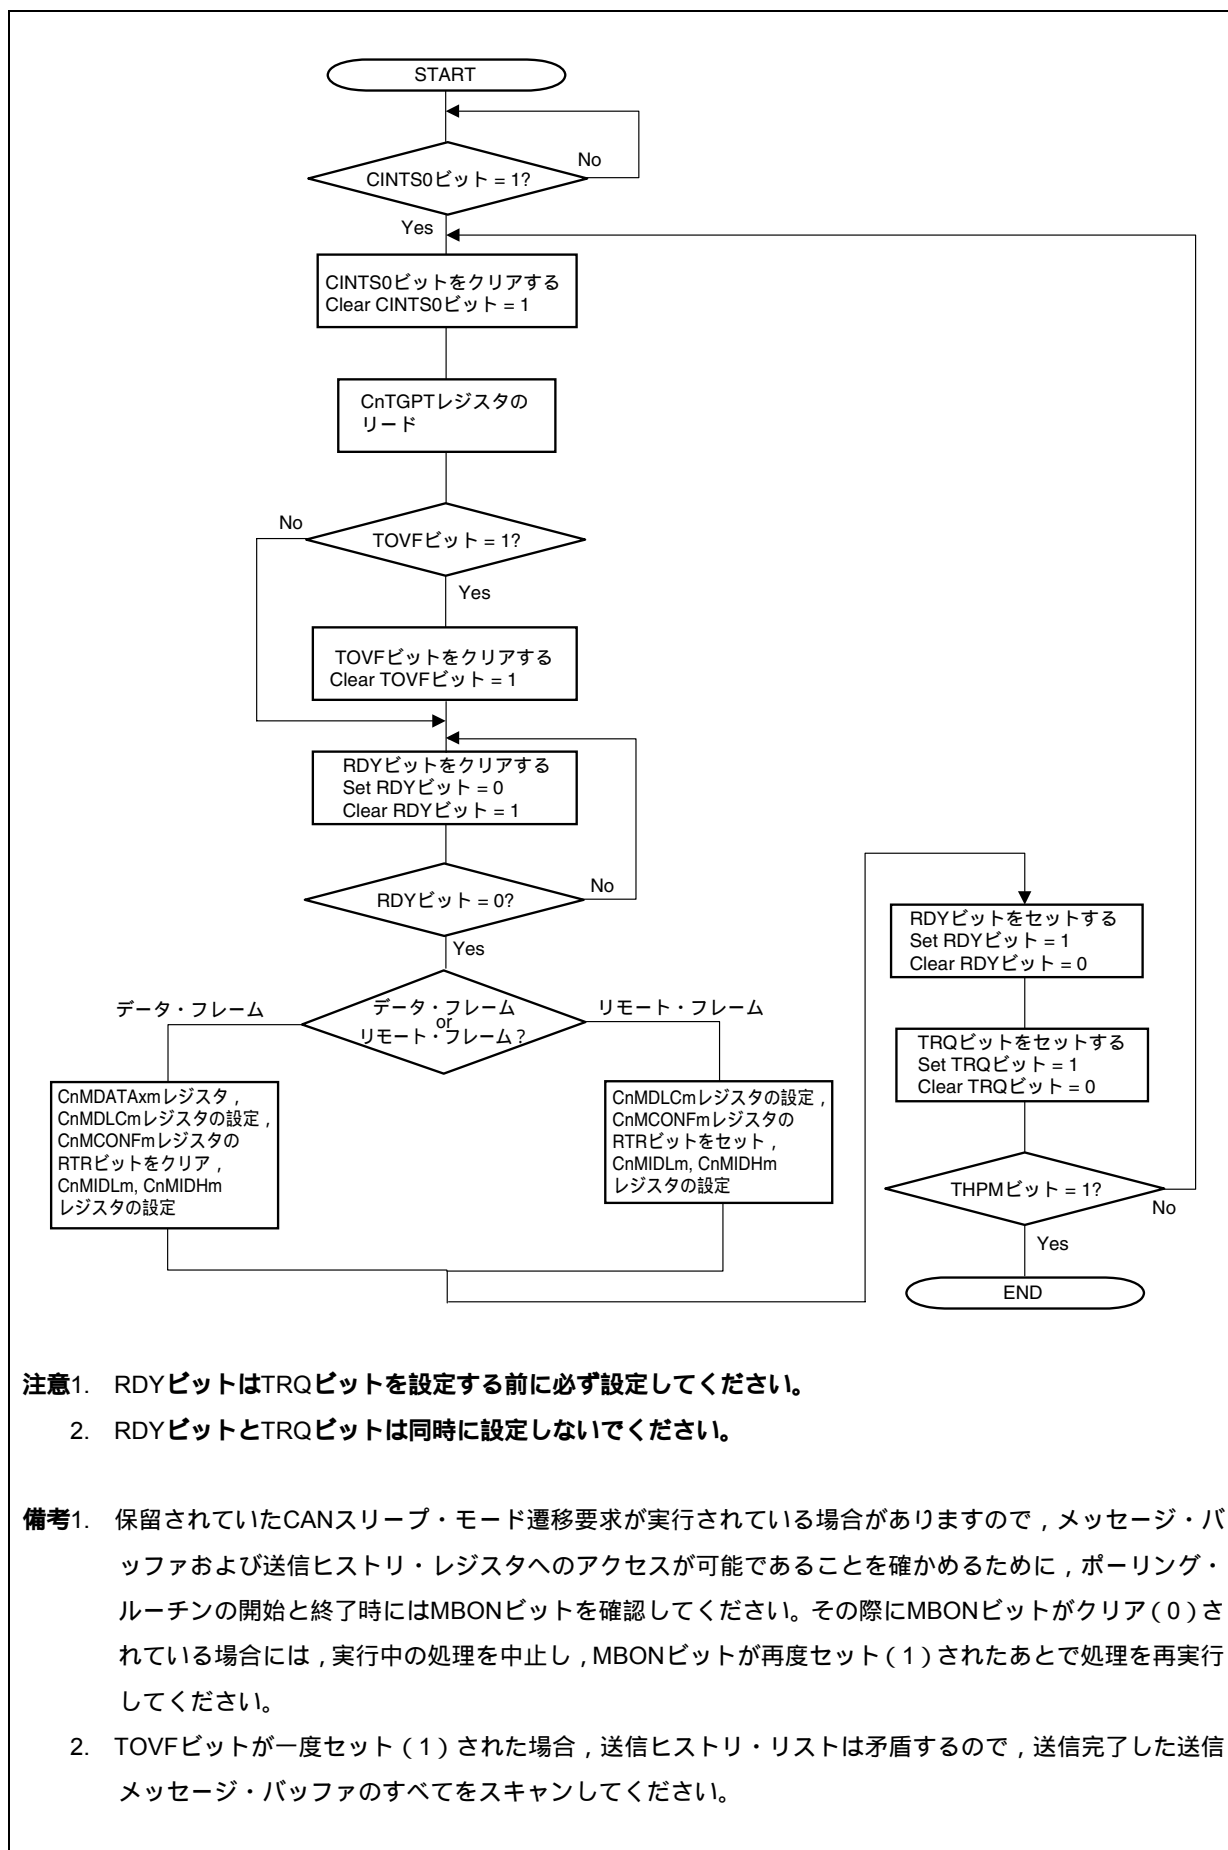 START
CINTS0ビット = 1?
No
Yes
CINTS0ビットをクリアする
Clear CINTS0ビット = 1
CnTGPTレジスタの
リード
No
TOVFビット = 1?
Yes
TOVFビットをクリアする
Clear TOVFビット = 1
RDYビットをクリアする
Set RDYビット = 0
Clear RDYビット = 1
RDYビット = 0?
No
Yes
データ・フレーム
データ・フレーム
or
リモート・フレーム?
リモート・フレーム
CnMDATAxmレジスタ,
CnMDLCmレジスタの設定,
CnMCONFmレジスタの
RTRビットをクリア,
CnMIDLm, CnMIDHm
レジスタの設定
CnMDLCmレジスタの設定,
CnMCONFmレジスタの
RTRビットをセット,
CnMIDLm, CnMIDHm
レジスタの設定
RDYビットをセットする
Set RDYビット = 1
Clear RDYビット = 0
TRQビットをセットする
Set TRQビット = 1
Clear TRQビット = 0
THPMビット = 1?
No
Yes
END
注意1. RDYビットはTRQビットを設定する前に必ず設定してください。
2. RDYビットとTRQビットは同時に設定しないでください。
備考1. 保留されていたCANスリープ・モード遷移要求が実行されている場合がありますので,メッセージ・バ
ッファおよび送信ヒストリ・レジスタへのアクセスが可能であることを確かめるために,ポーリング・
ルーチンの開始と終了時にはMBONビットを確認してください。その際にMBONビットがクリア(0)さ
れている場合には,実行中の処理を中止し,MBONビットが再度セット(1)されたあとで処理を再実行
してください。
2. TOVFビットが一度セット(1)された場合,送信ヒストリ・リストは矛盾するので,送信完了した送信
メッセージ・バッファのすべてをスキャンしてください。